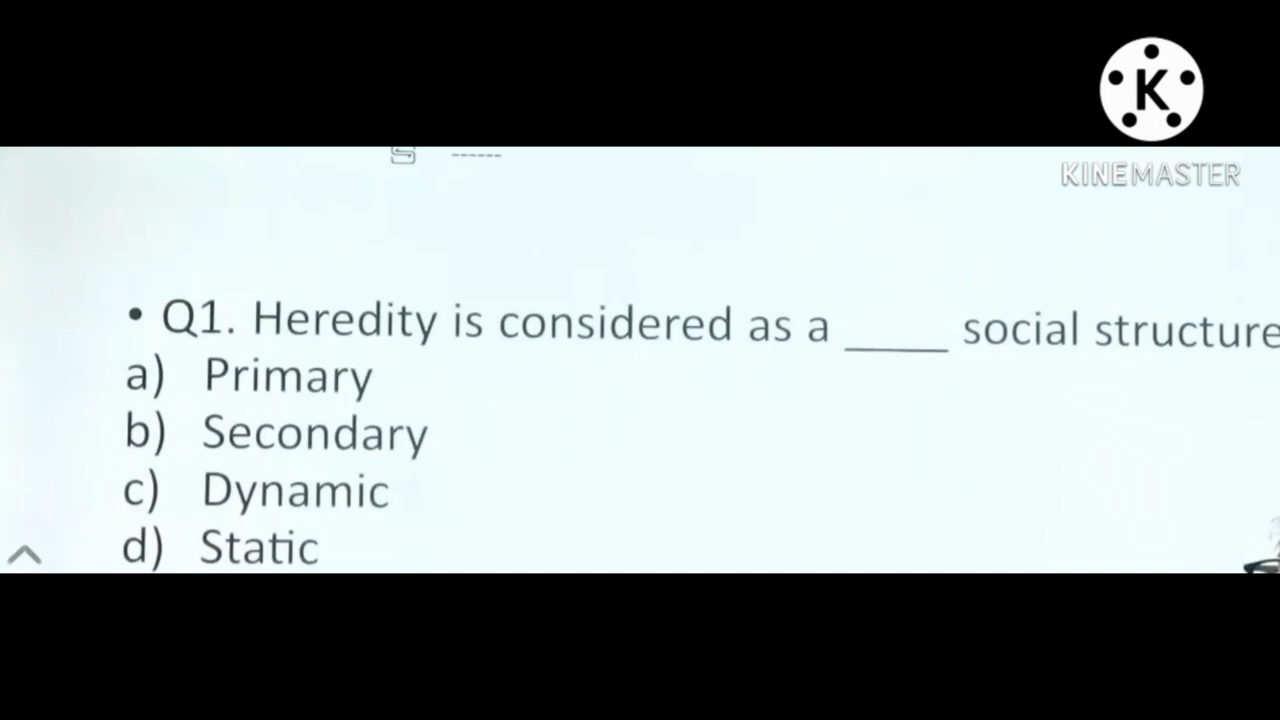 K
KINEMASTER
• Q1. Heredity is considered as a _____ social structure
a) Primary
b) Secondary
c) Dynamic
d) Static